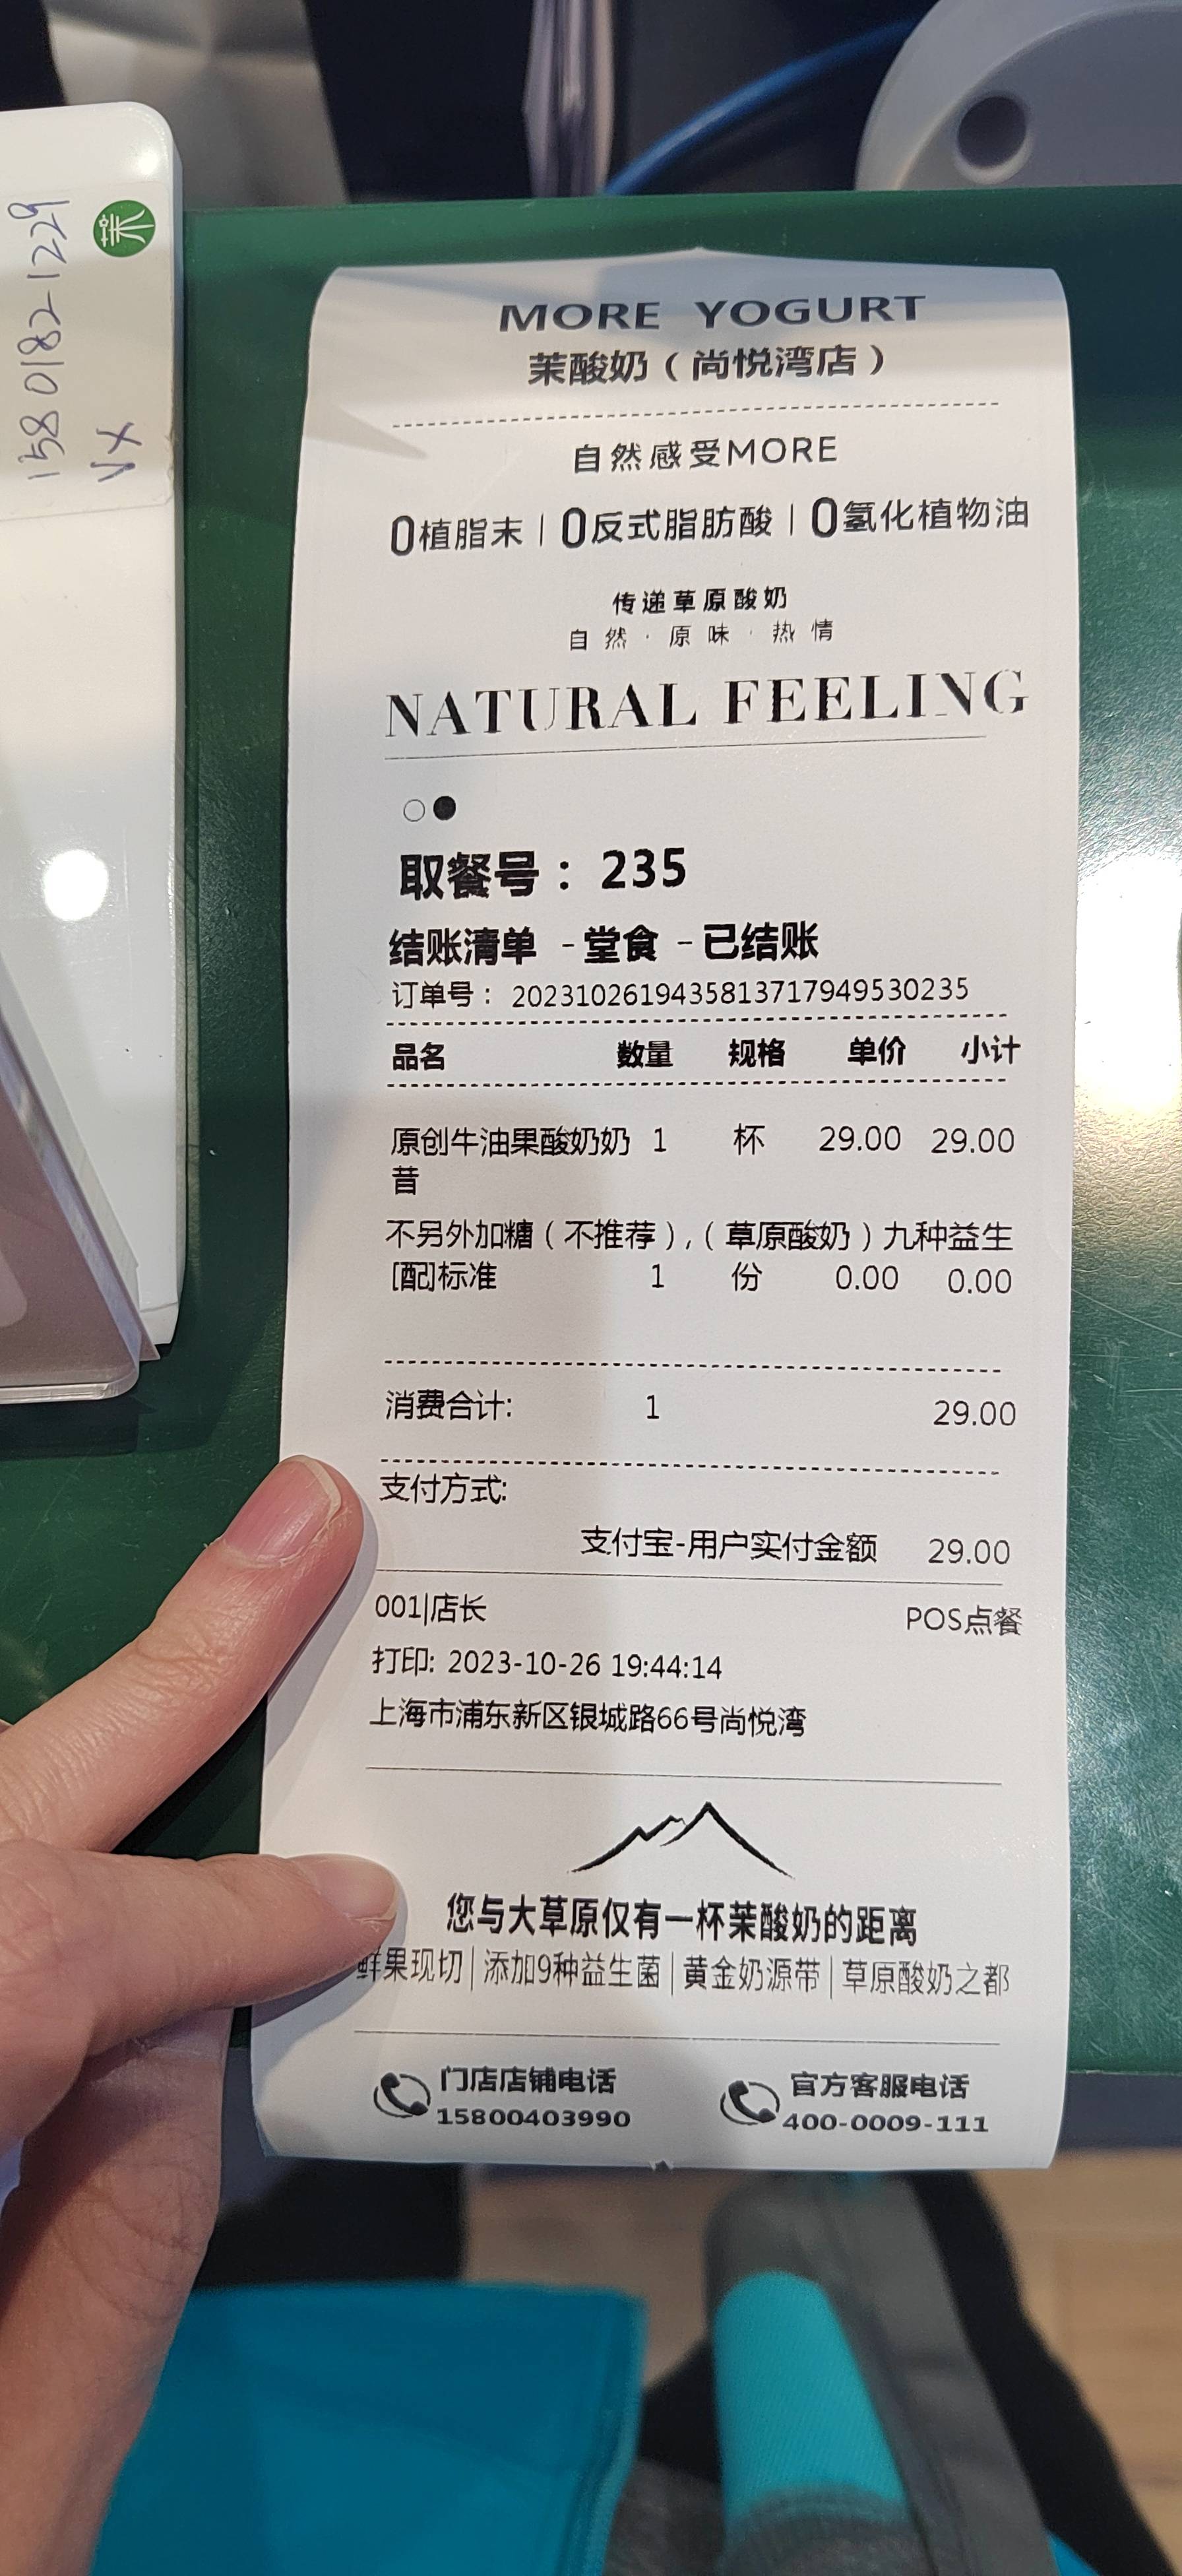 15801821229
VX
茉
MORE YOGURT
茉酸奶（尚悦湾店）
自然感受MORE
0植脂末｜0反式脂肪酸｜0氢化植物油
传递草原酸奶
自然·原味·热情
NATURAL FEELING
取餐号：235
结账清单 -堂食 -已结账
订单号：20231026194358137179495​30235
品名 数量 规格 单价 小计
原创牛油果酸奶奶 1 杯 29.00 29.00
昔
不另外加糖（不推荐）,（草原酸奶）九种益生
[配]标准 1 份 0.00 0.00
消费合计: 1 29.00
支付方式:
支付宝-用户实付金额 29.00
001|店长 POS点餐
打印: 2023-10-26 19:44:14
上海市浦东新区银城路66号尚悦湾
您与大草原仅有一杯茉酸奶的距离
鲜果现切|添加9种益生菌|黄金奶源带|草原酸奶之都
门店店铺电话 官方客服电话
15800403990 400-0009-111